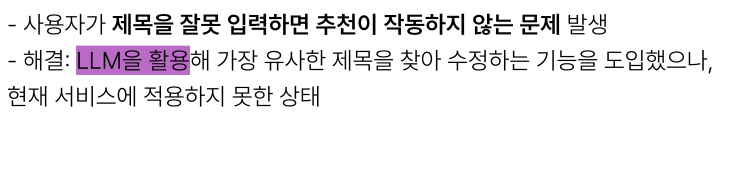 - 사용자가 제목을 잘못 입력하면 추천이 작동하지 않는 문제 발생
- 해결: LLM을 활용해 가장 유사한 제목을 찾아 수정하는 기능을 도입했으나,
현재 서비스에 적용하지 못한 상태